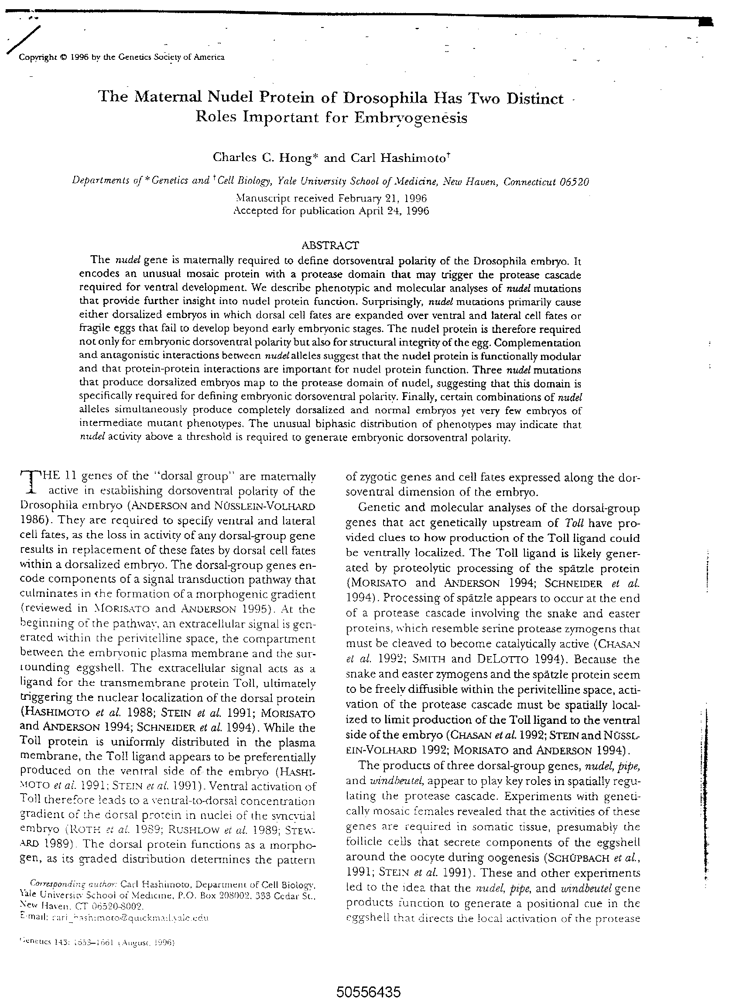 Copyright © 1996 by the Genetics Society of America
The Maternal Nudel Protein of Drosophila Has Two Distinct
Roles Important for Embryogenesis
Charles C. Hong* and Carl Hashimoto†
Departments of *Genetics and †Cell Biology, Yale University School of Medicine, New Haven, Connecticut 06520
Manuscript received February 21, 1996
Accepted for publication April 24, 1996
ABSTRACT
The nudel gene is maternally required to define dorsoventral polarity of the Drosophila embryo. It
encodes an unusual mosaic protein with a protease domain that may trigger the protease cascade
required for ventral development. We describe phenotypic and molecular analyses of nudel mutations
that provide further insight into nudel protein function. Surprisingly, nudel mutations primarily cause
either dorsalized embryos in which dorsal cell fates are expanded over ventral and lateral cell fates or
fragile eggs that fail to develop beyond early embryonic stages. The nudel protein is therefore required
not only for embryonic dorsoventral polarity but also for structural integrity of the egg. Complementation
and antagonistic interactions between nudel alleles suggest that the nudel protein is functionally modular
and that protein-protein interactions are important for nudel protein function. Three nudel mutations
that produce dorsalized embryos map to the protease domain of nudel, suggesting that this domain is
specifically required for defining embryonic dorsoventral polarity. Finally, certain combinations of nudel
alleles simultaneously produce completely dorsalized and normal embryos yet very few embryos of
intermediate mutant phenotypes. The unusual biphasic distribution of phenotypes may indicate that
nudel activity above a threshold is required to generate embryonic dorsoventral polarity.
THE 11 genes of the "dorsal group" are maternally
active in establishing dorsoventral polarity of the
Drosophila embryo (ANDERSON and NÜSSLEIN-VOLHARD
1986). They are required to specify ventral and lateral
cell fates, as the loss in activity of any dorsal-group gene
results in replacement of these fates by dorsal cell fates
within a dorsalized embryo. The dorsal-group genes en-
code components of a signal transduction pathway that
culminates in the formation of a morphogenic gradient
(reviewed in MORISATO and ANDERSON 1995). At the
beginning of the pathway, an extracellular signal is gen-
erated within the perivitelline space, the compartment
between the embryonic plasma membrane and the sur-
rounding eggshell. The extracellular signal acts as a
ligand for the transmembrane protein Toll, ultimately
triggering the nuclear localization of the dorsal protein
(HASHIMOTO et al. 1988; STEIN et al. 1991; MORISATO
and ANDERSON 1994; SCHNEIDER et al. 1994). While the
Toll protein is uniformly distributed in the plasma
membrane, the Toll ligand appears to be preferentially
produced on the ventral side of the embryo (HASHI-
MOTO et al. 1991; STEIN et al. 1991). Ventral activation of
Toll therefore leads to a ventral-to-dorsal concentration
gradient of the dorsal protein in nuclei of the syncytial
embryo (ROTH et al. 1989; RUSHLOW et al. 1989; STEW-
ARD 1989). The dorsal protein functions as a morpho-
gen, as its graded distribution determines the pattern
Corresponding author: Carl Hashimoto, Department of Cell Biology,
Yale University School of Medicine, P.O. Box 208002, 333 Cedar St.,
New Haven, CT 06520-8002.
E-mail: carl_hashimoto@quickmail.yale.edu
Genetics 143: 1653–1661 (August, 1996)
of zygotic genes and cell fates expressed along the dor-
soventral dimension of the embryo.
Genetic and molecular analyses of the dorsal-group
genes that act genetically upstream of Toll have pro-
vided clues to how production of the Toll ligand could
be ventrally localized. The Toll ligand is likely gener-
ated by proteolytic processing of the spätzle protein
(MORISATO and ANDERSON 1994; SCHNEIDER et al.
1994). Processing of spätzle appears to occur at the end
of a protease cascade involving the snake and easter
proteins, which resemble serine protease zymogens that
must be cleaved to become catalytically active (CHASAN
et al. 1992; SMITH and DELOTTO 1994). Because the
snake and easter zymogens and the spätzle protein seem
to be freely diffusible within the perivitelline space, acti-
vation of the protease cascade must be spatially local-
ized to limit production of the Toll ligand to the ventral
side of the embryo (CHASAN et al. 1992; STEIN and NÜSSL-
EIN-VOLHARD 1992; MORISATO and ANDERSON 1994).
The products of three dorsal-group genes, nudel, pipe,
and windbeutel, appear to play key roles in spatially regu-
lating the protease cascade. Experiments with geneti-
cally mosaic females revealed that the activities of these
genes are required in somatic tissue, presumably the
follicle cells that secrete components of the eggshell
around the oocyte during oogenesis (SCHÜPBACH et al.,
1991; STEIN et al. 1991). These and other experiments
led to the idea that the nudel, pipe, and windbeutel gene
products function to generate a positional cue in the
eggshell that directs the local activation of the protease
50556435